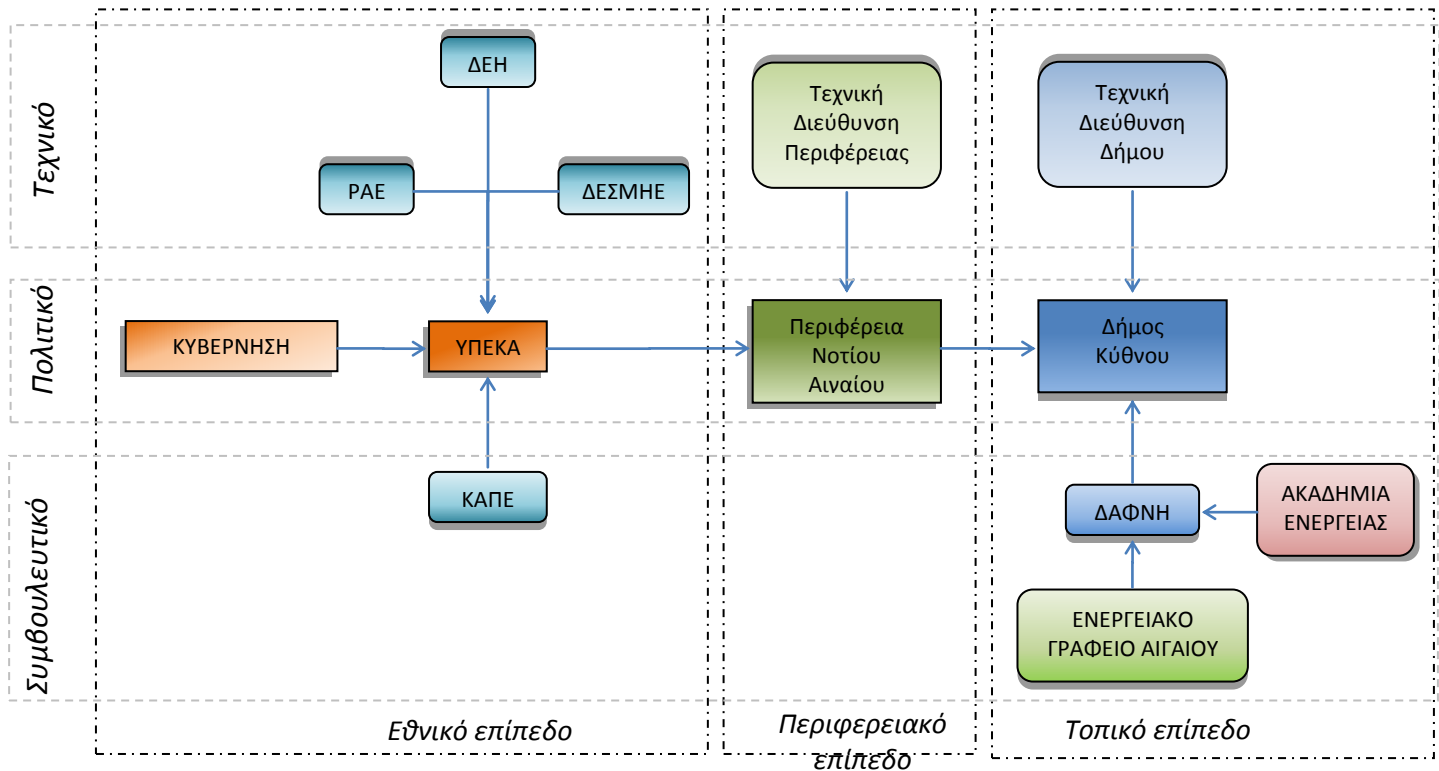 Τεχνικό
ΔΕΗ
ΡΑΕ
ΔΕΣΜΗΕ
Τεχνική
Διεύθυνση
Περιφέρειας
Τεχνική
Διεύθυνση
Δήμου
Πολιτικό
ΚΥΒΕΡΝΗΣΗ
ΥΠΕΚΑ
Περιφέρεια
Νοτίου
Αιναίου
Δήμος
Κύθνου
Συμβουλευτικό
ΚΑΠΕ
ΔΑΦΝΗ
ΑΚΑΔΗΜΙΑ
ΕΝΕΡΓΕΙΑΣ
ΕΝΕΡΓΕΙΑΚΟ
ΓΡΑΦΕΙΟ ΑΙΓΑΙΟΥ
Εθνικό επίπεδο
Περιφερειακό
επίπεδο
Τοπικό επίπεδο